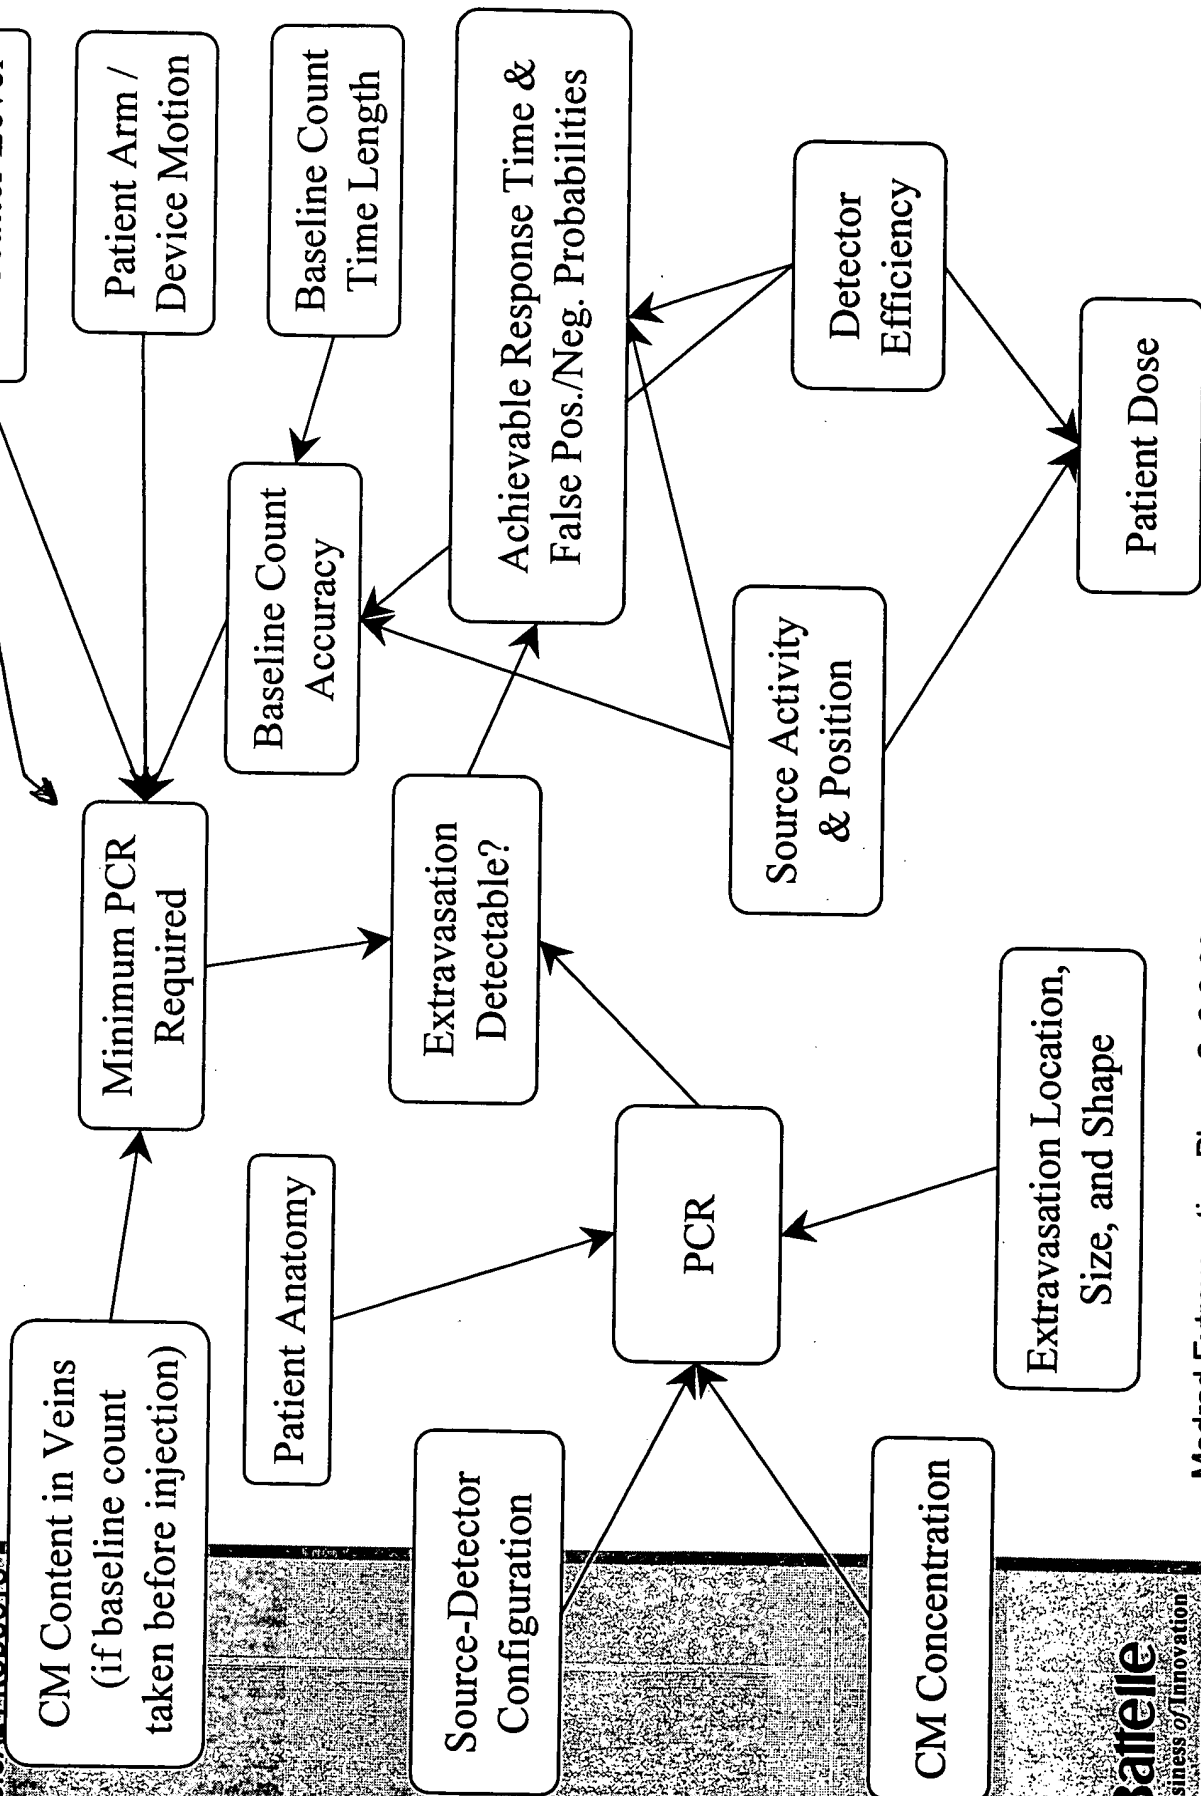 CM Content in Veins
(if baseline count
taken before injection)
Minimum PCR
Required
Patient Arm /
Device Motion
Baseline Count
Time Length
Patient Anatomy
Baseline Count
Accuracy
Source-Detector
Configuration
Extravasation
Detectable?
Achievable Response Time &
False Pos./Neg. Probabilities
PCR
Source Activity
& Position
Detector
Efficiency
CM Concentration
Extravasation Location,
Size, and Shape
Patient Dose
Battelle